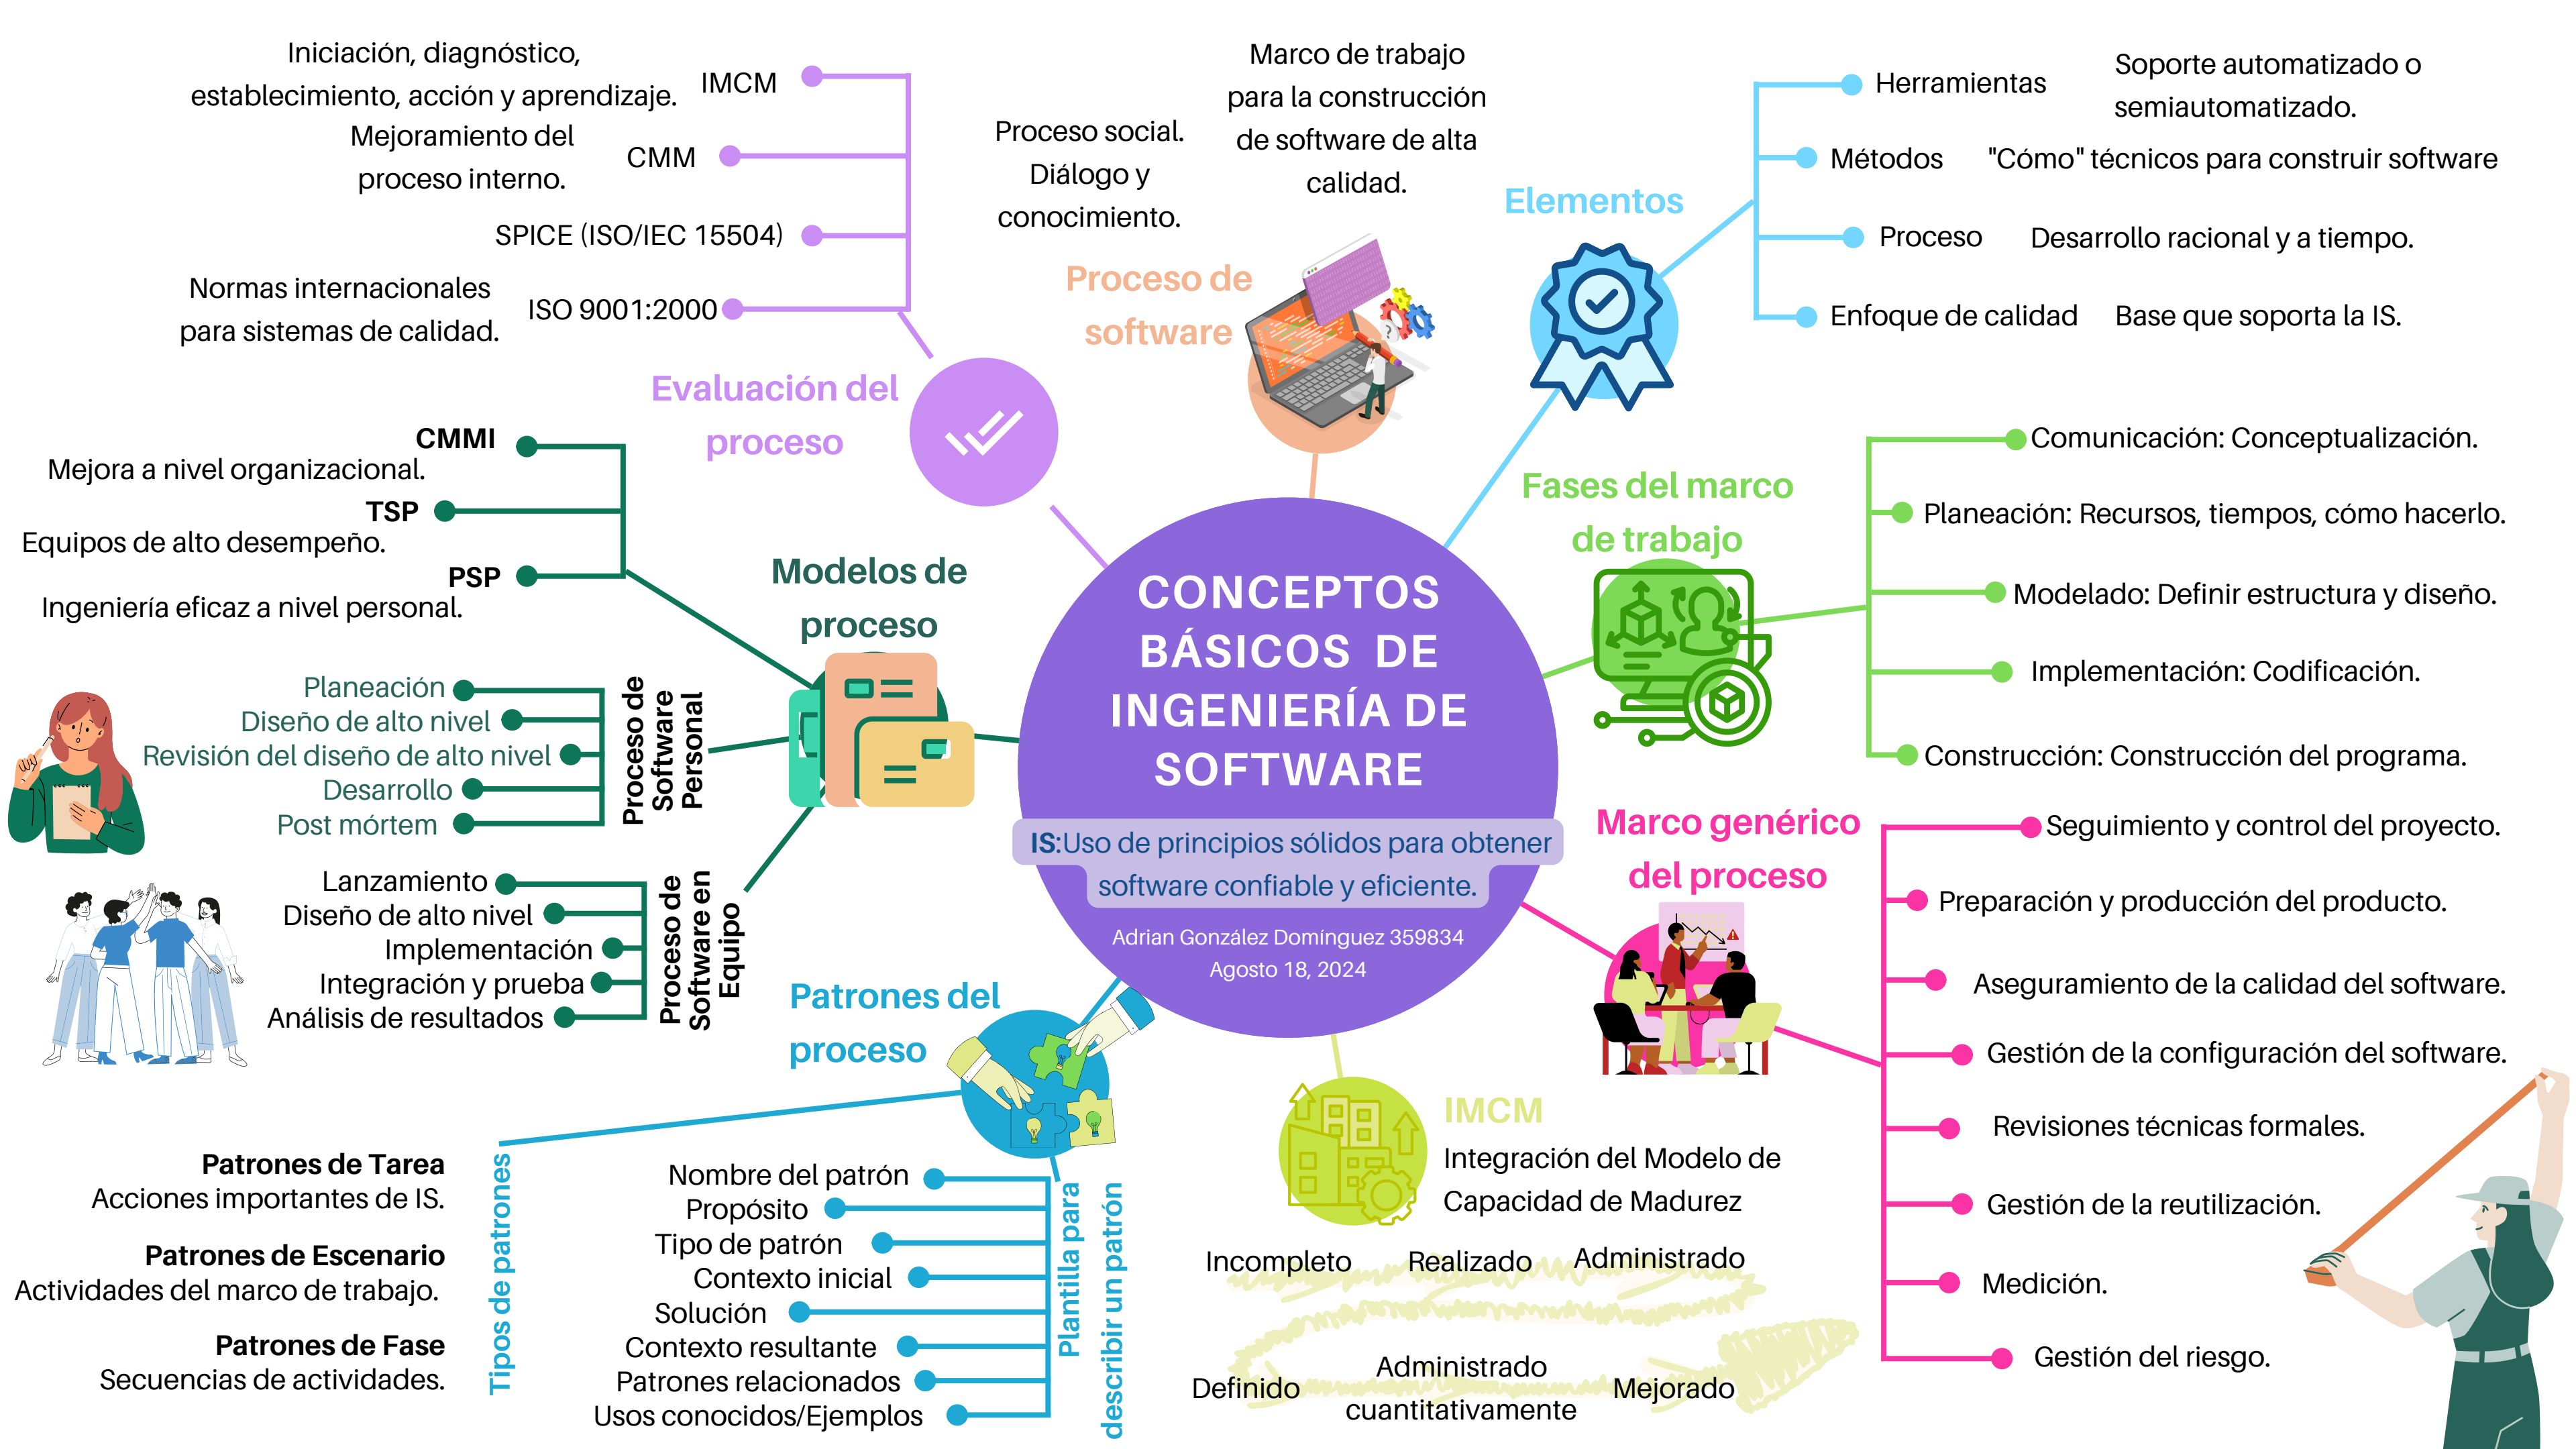 CONCEPTOS
BÁSICOS DE
INGENIERÍA DE
SOFTWARE
IS:Uso de principios sólidos para obtener
software confiable y eficiente.
Adrian González Domínguez 359834
Agosto 18, 2024
Proceso de
software
Proceso social.
Diálogo y
conocimiento.
Marco de trabajo
para la construcción
de software de alta
calidad.
Elementos
Herramientas
Soporte automatizado o
semiautomatizado.
Métodos
"Cómo" técnicos para construir software
Proceso
Desarrollo racional y a tiempo.
Enfoque de calidad
Base que soporta la IS.
Fases del marco
de trabajo
Comunicación: Conceptualización.
Planeación: Recursos, tiempos, cómo hacerlo.
Modelado: Definir estructura y diseño.
Implementación: Codificación.
Construcción: Construcción del programa.
Marco genérico
del proceso
Seguimiento y control del proyecto.
Preparación y producción del producto.
Aseguramiento de la calidad del software.
Gestión de la configuración del software.
Revisiones técnicas formales.
Gestión de la reutilización.
Medición.
Gestión del riesgo.
IMCM
Integración del Modelo de
Capacidad de Madurez
Incompleto
Realizado
Administrado
Definido
Administrado
cuantitativamente
Mejorado
Patrones del
proceso
Plantilla para
describir un patrón
Nombre del patrón
Propósito
Tipo de patrón
Contexto inicial
Solución
Contexto resultante
Patrones relacionados
Usos conocidos/Ejemplos
Tipos de patrones
Patrones de Tarea
Acciones importantes de IS.
Patrones de Escenario
Actividades del marco de trabajo.
Patrones de Fase
Secuencias de actividades.
Modelos de
proceso
CMMI
Mejora a nivel organizacional.
TSP
Equipos de alto desempeño.
PSP
Ingeniería eficaz a nivel personal.
Proceso de
Software
Personal
Planeación
Diseño de alto nivel
Revisión del diseño de alto nivel
Desarrollo
Post mórtem
Proceso de
Software en
Equipo
Lanzamiento
Diseño de alto nivel
Implementación
Integración y prueba
Análisis de resultados
Evaluación del
proceso
IMCM
Iniciación, diagnóstico,
establecimiento, acción y aprendizaje.
CMM
Mejoramiento del
proceso interno.
SPICE (ISO/IEC 15504)
ISO 9001:2000
Normas internacionales
para sistemas de calidad.